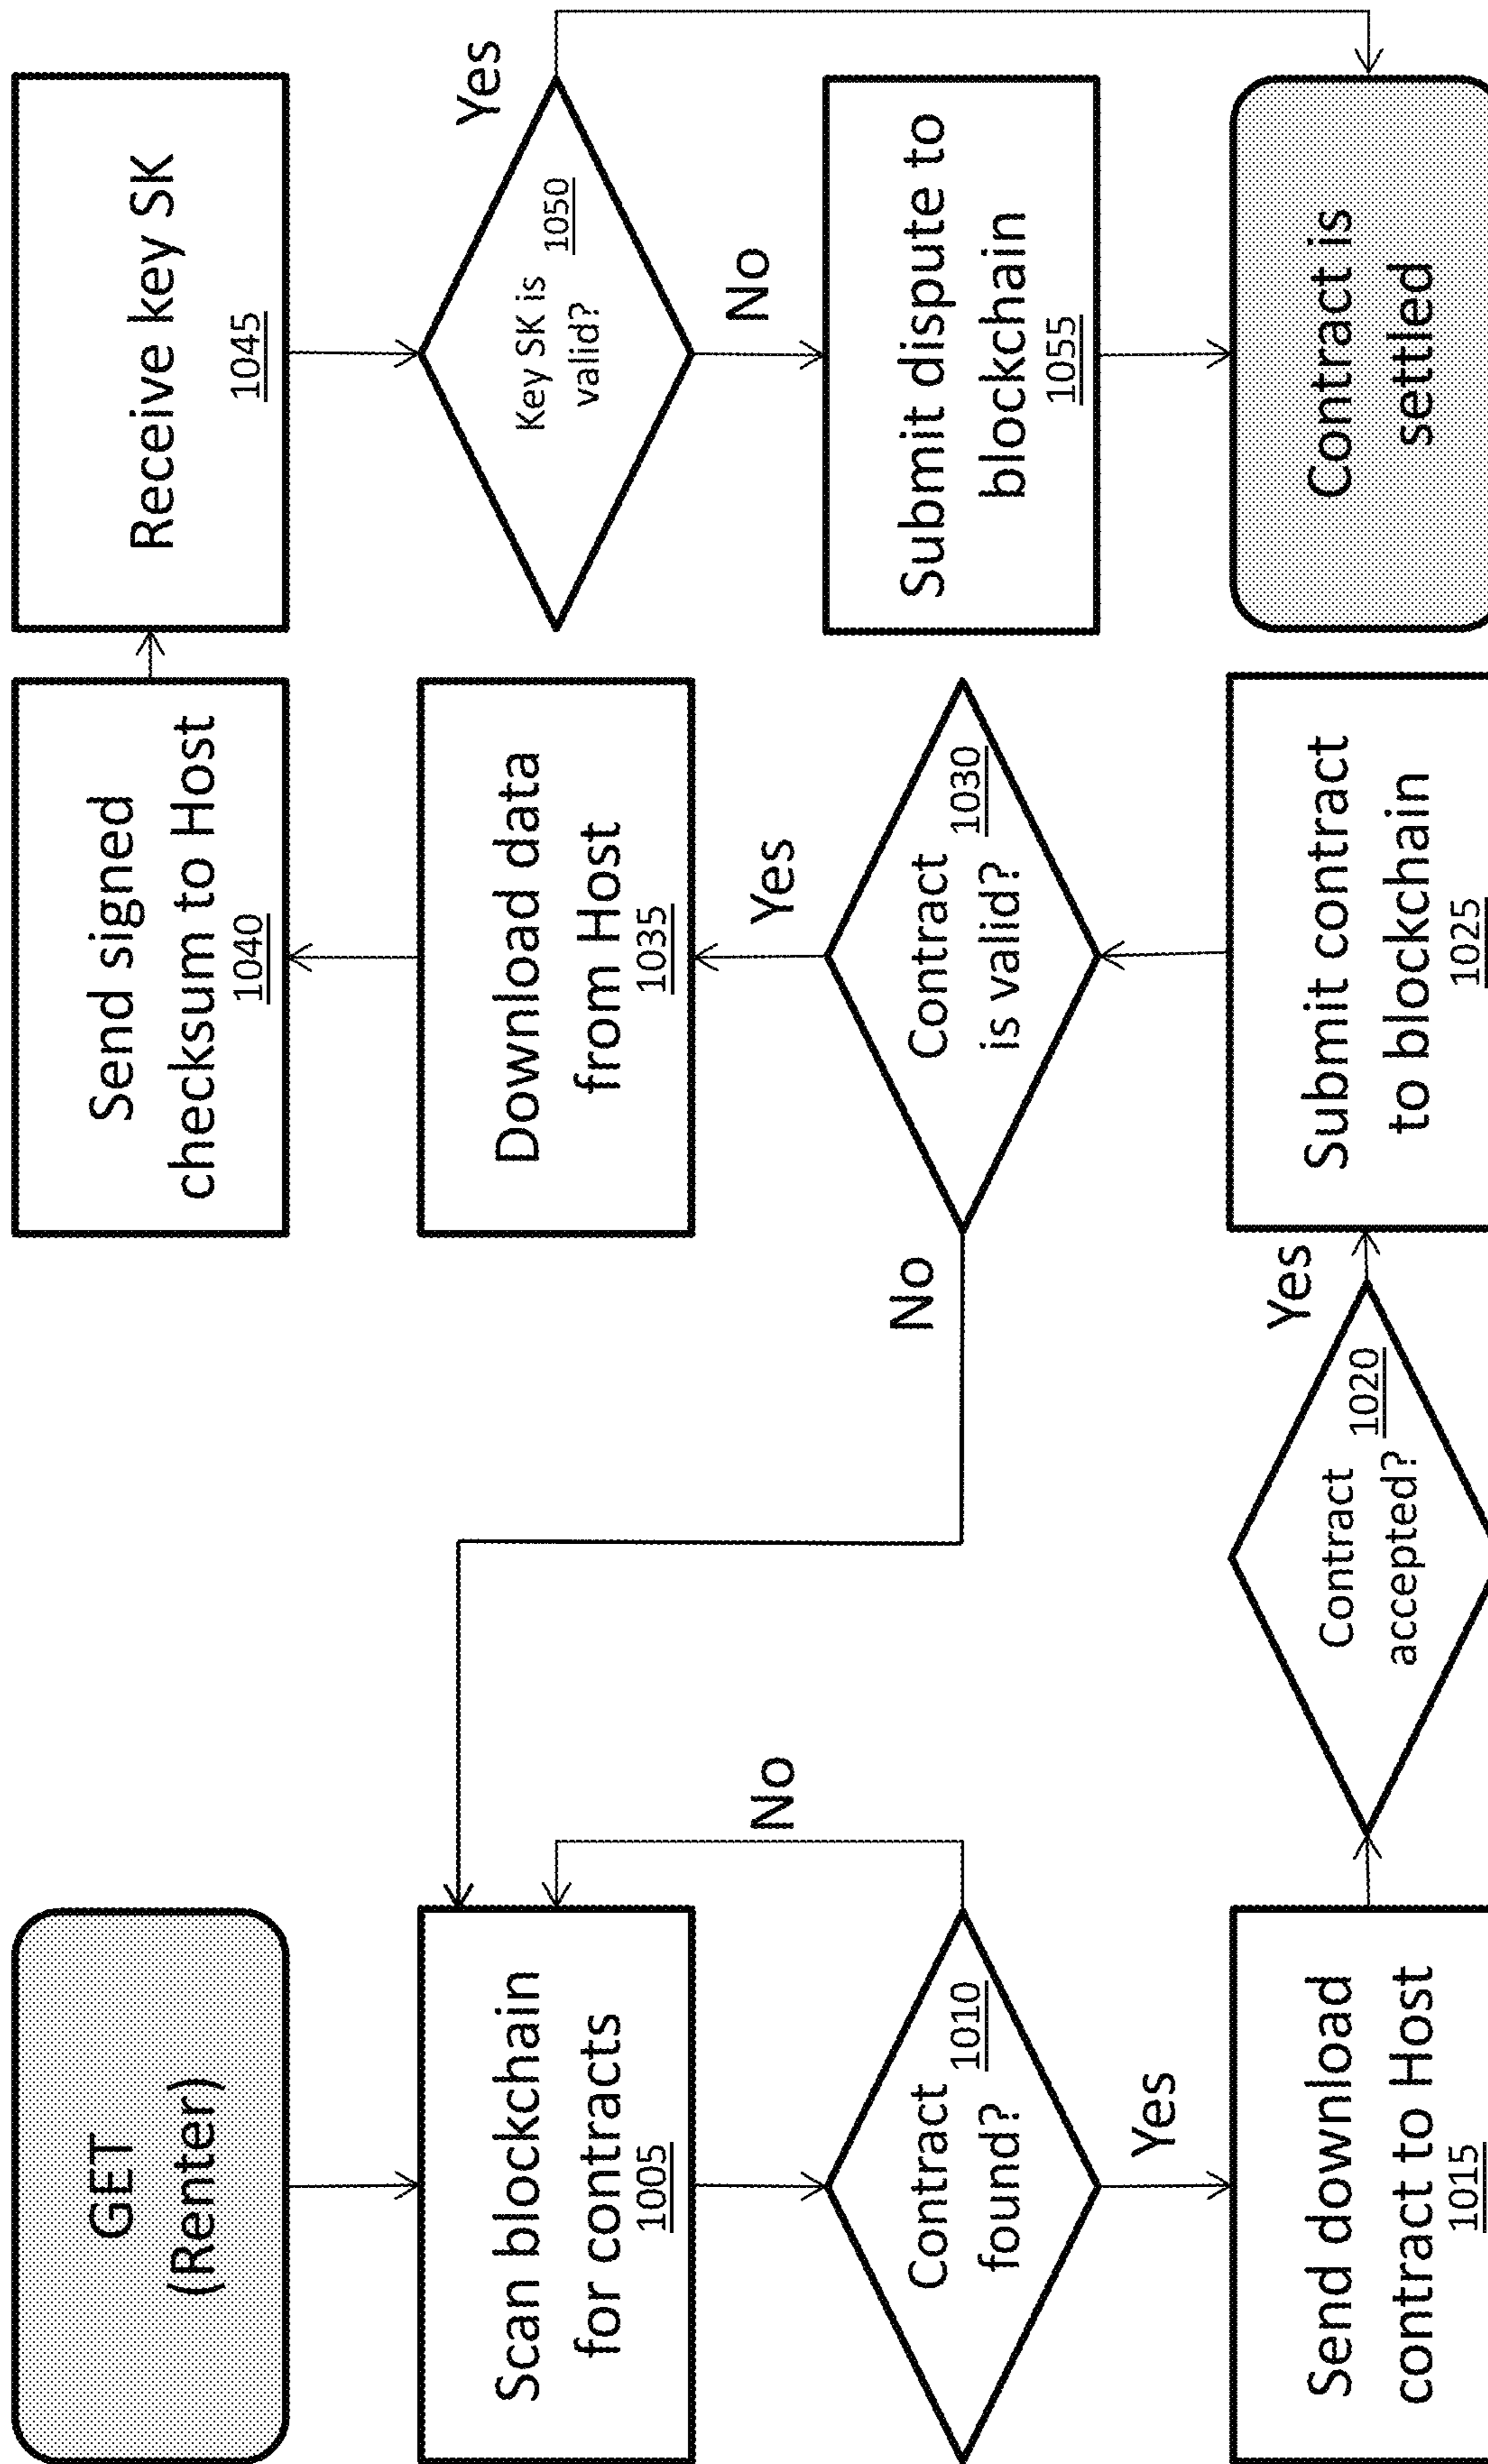 GET
(Renter)
Scan blockchain
for contracts
1005
Contract
found?
1010
No
Yes
Send download
contract to Host
1015
Contract
accepted?
1020
Yes
Submit contract
to blockchain
1025
Contract
is valid?
1030
No
Yes
Download data
from Host
1035
Send signed
checksum to Host
1040
Receive key SK
1045
Key SK is
valid?
1050
Yes
No
Submit dispute to
blockchain
1055
Contract is
settled